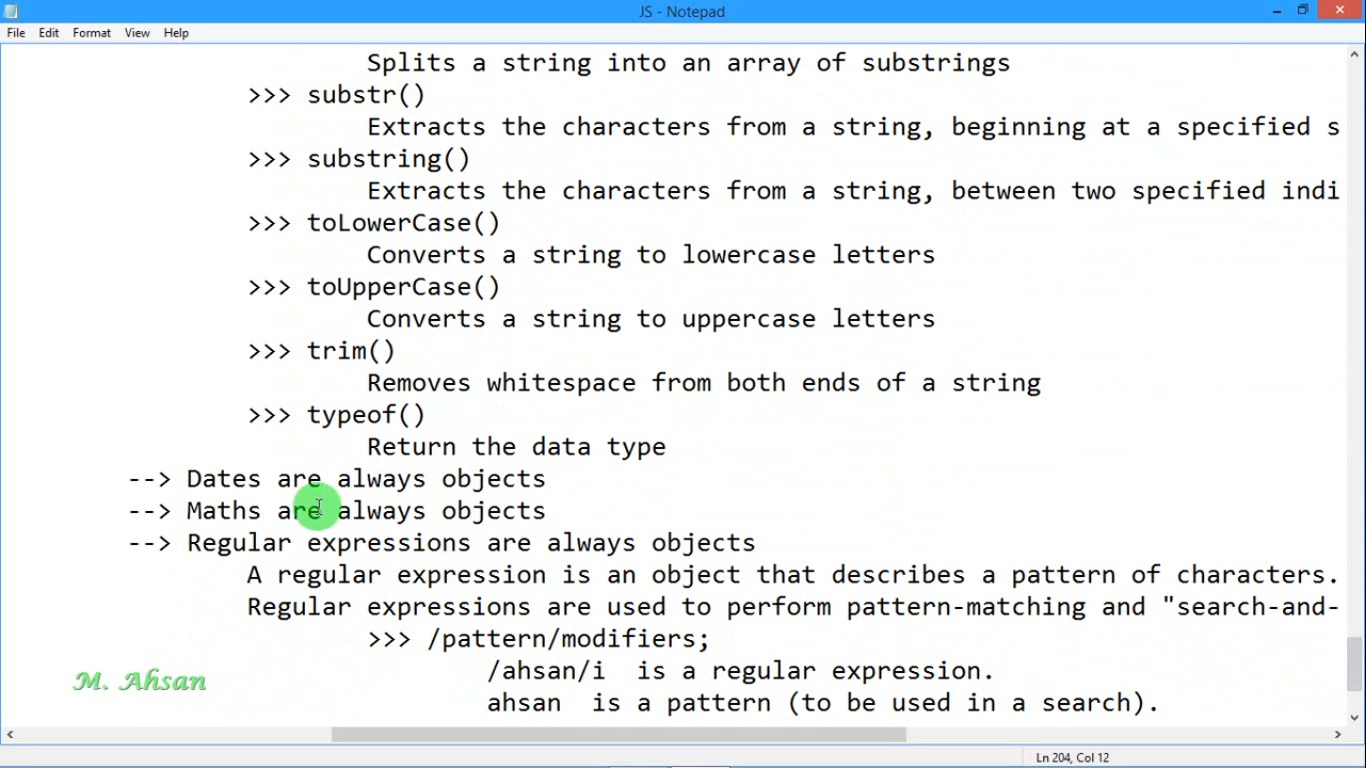 JS - Notepad
File Edit Format View Help
Splits a string into an array of substrings
>>> substr()
Extracts the characters from a string, beginning at a specified s
>>> substring()
Extracts the characters from a string, between two specified indi
>>> toLowerCase()
Converts a string to lowercase letters
>>> toUpperCase()
Converts a string to uppercase letters
>>> trim()
Removes whitespace from both ends of a string
>>> typeof()
Return the data type
--> Dates are always objects
--> Maths are always objects
--> Regular expressions are always objects
A regular expression is an object that describes a pattern of characters.
Regular expressions are used to perform pattern-matching and "search-and-
>>> /pattern/modifiers;
/ahsan/i  is a regular expression.
ahsan  is a pattern (to be used in a search).
M. Ahsan
Ln 204, Col 12